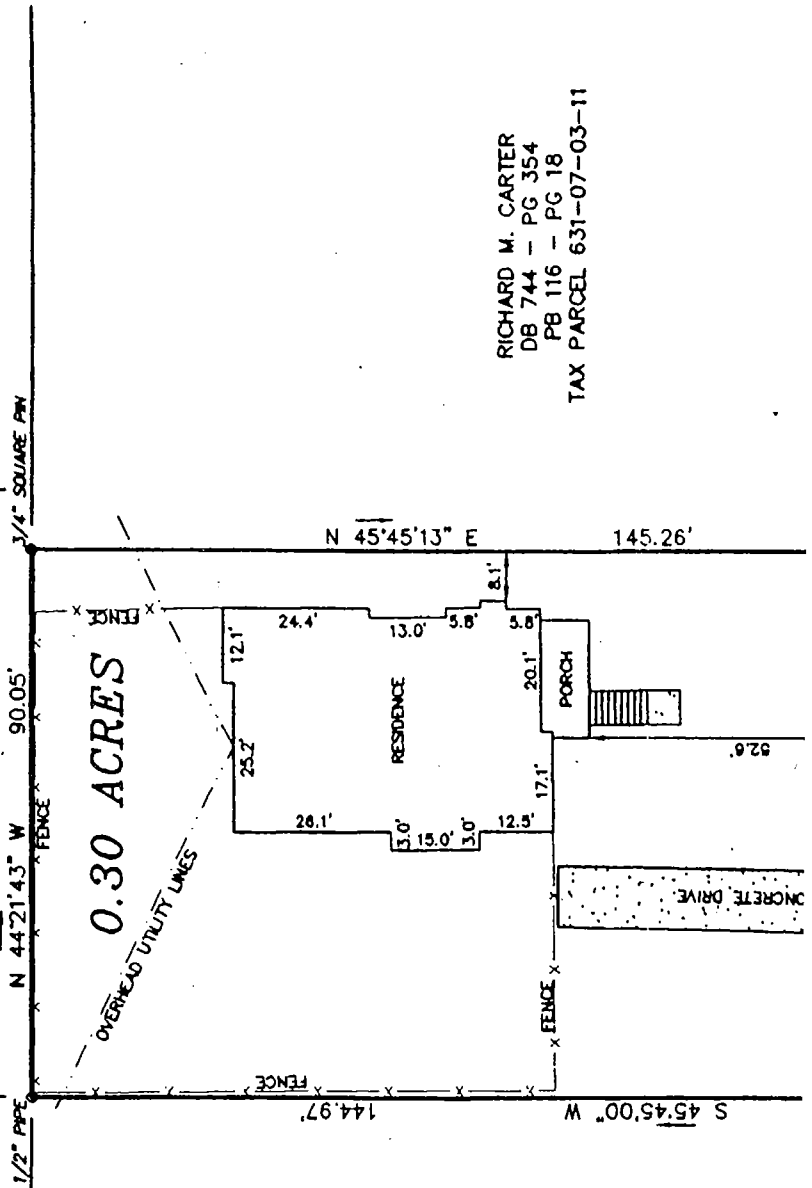 3/4" SQUARE PIN
1/2" PIPE
N 44°21'43" W 90.05'
FENCE
0.30 ACRES
FENCE
OVERHEAD UTILITY LINES
12.1'
25.2'
24.4'
13.0'
5.8'
5.8'
8.1'
N 45°45'13" E 145.26'
RESIDENCE
26.1'
3.0'
15.0'
3.0'
12.5'
17.1'
20.1'
PORCH
52.6'
ONCRETE DRIVE
FENCE
FENCE
S 45°45'00" W 144.97'
RICHARD M. CARTER
DB 744 - PG 354
PB 116 - PG 18
TAX PARCEL 631-07-03-11